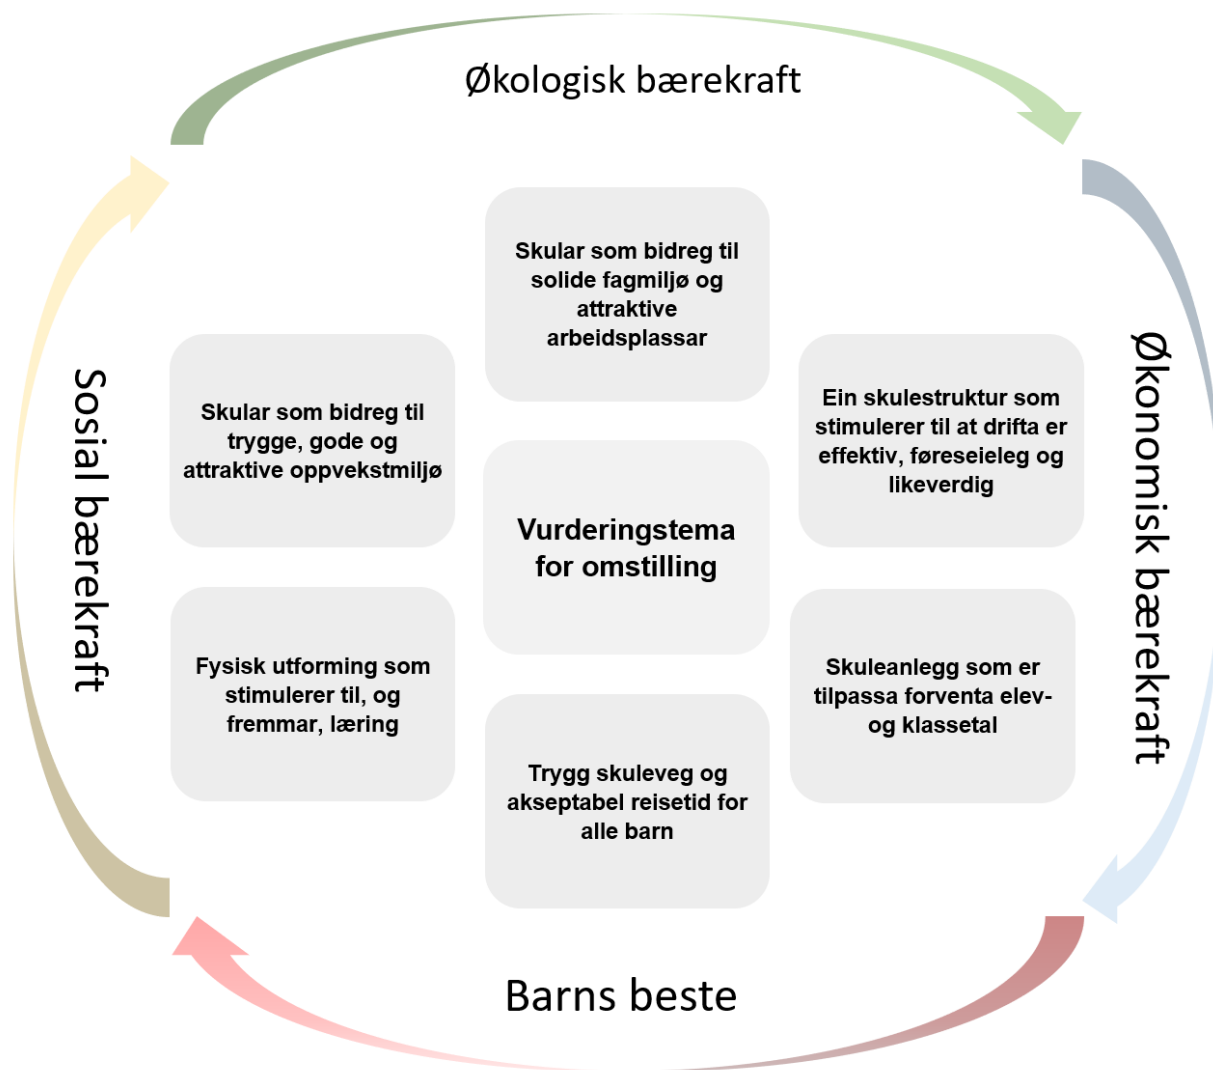 Økologisk bærekraft
Skular som bidreg til
solide fagmiljø og
attraktive
arbeidsplassar
Skular som bidreg til
trygge, gode og
attraktive oppvekstmiljø
Ein skulestruktur som
stimulerer til at drifta er
effektiv, føreseieleg og
likeverdig
Sosial bærekraft
Vurderingstema
for omstilling
Økonomisk bærekraft
Fysisk utforming som
stimulerer til, og
fremmar, læring
Skuleanlegg som er
tilpassa forventa elev-
og klassetal
Trygg skuleveg og
akseptabel reisetid for
alle barn
Barns beste